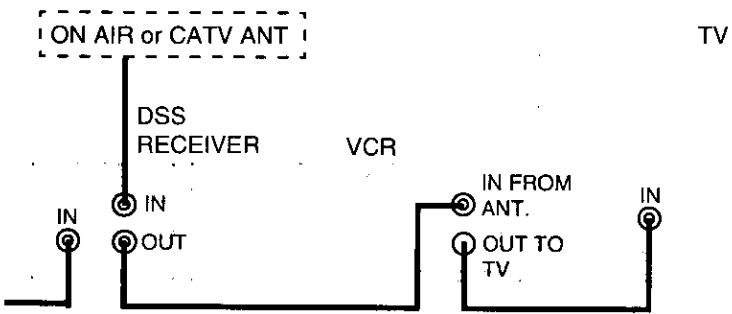 ON AIR or CATV ANT
TV
DSS
RECEIVER
VCR
IN
IN
OUT
IN FROM
ANT.
OUT TO
TV
IN